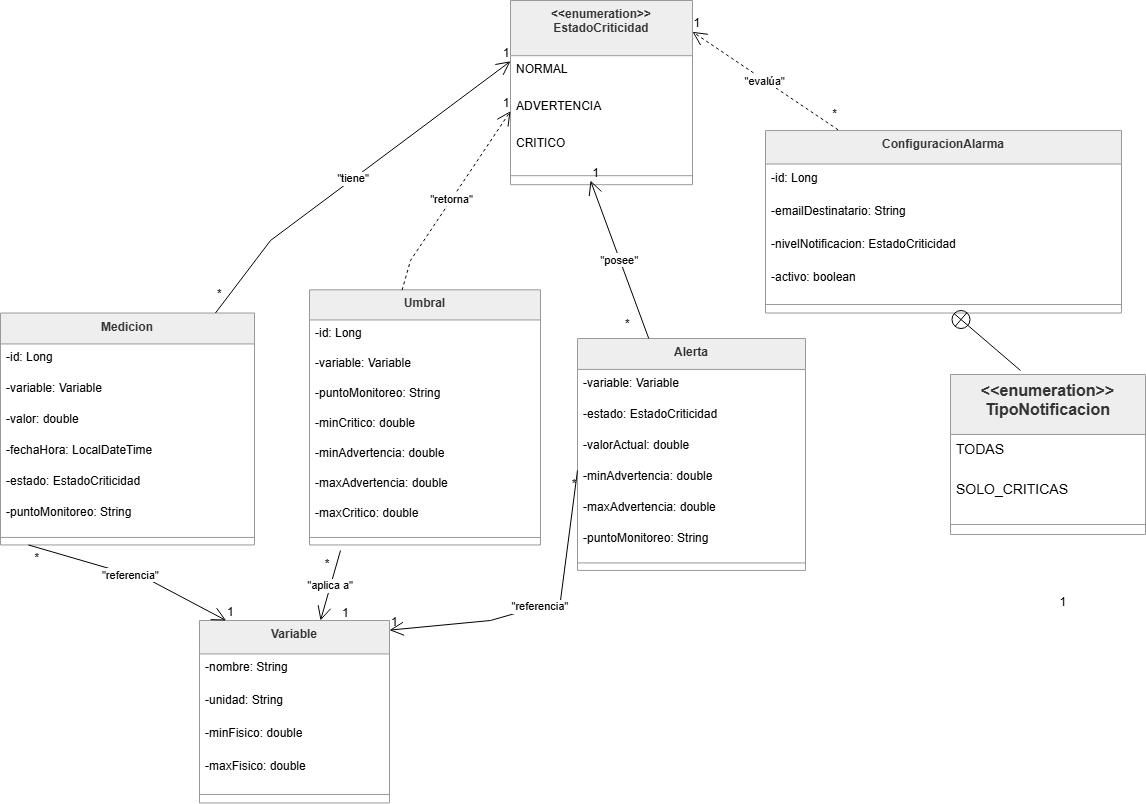 <<enumeration>>
EstadoCriticidad
NORMAL
ADVERTENCIA
CRITICO
1
1
1
1
"evalúa"
*
"tiene"
*
"retorna"
"posee"
*
ConfiguracionAlarma
-id: Long
-emailDestinatario: String
-nivelNotificacion: EstadoCriticidad
-activo: boolean
Medicion
-id: Long
-variable: Variable
-valor: double
-fechaHora: LocalDateTime
-estado: EstadoCriticidad
-puntoMonitoreo: String
Umbral
-id: Long
-variable: Variable
-puntoMonitoreo: String
-minCritico: double
-minAdvertencia: double
-maxAdvertencia: double
-maxCritico: double
Alerta
-variable: Variable
-estado: EstadoCriticidad
-valorActual: double
-minAdvertencia: double
-maxAdvertencia: double
-puntoMonitoreo: String
<<enumeration>>
TipoNotificacion
TODAS
SOLO_CRITICAS
*
"referencia"
1
*
"aplica a"
1
*
"referencia"
1
1
Variable
-nombre: String
-unidad: String
-minFisico: double
-maxFisico: double